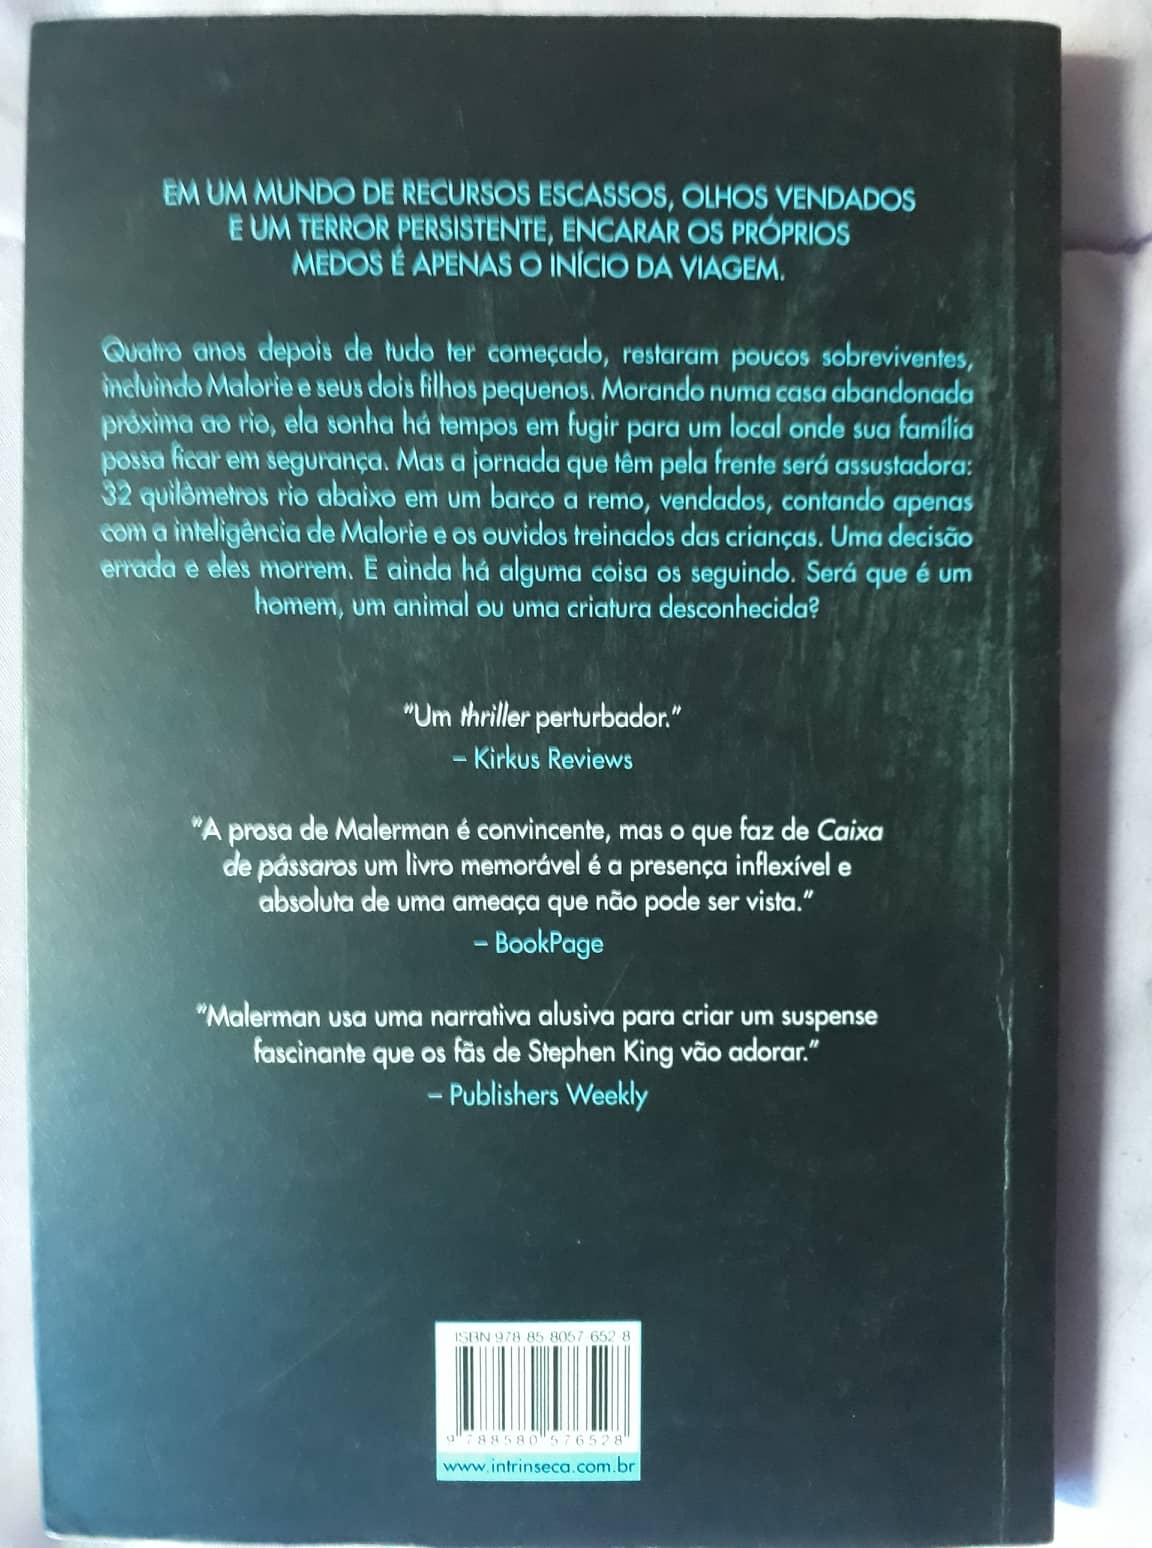 EM UM MUNDO DE RECURSOS ESCASSOS, OLHOS VENDADOS
E UM TERROR PERSISTENTE, ENCARAR OS PRÓPRIOS
MEDOS É APENAS O INÍCIO DA VIAGEM.
Quatro anos depois de tudo ter começado, restaram poucos sobreviventes,
incluindo Malorie e seus dois filhos pequenos. Morando numa casa abandonada
próxima ao rio, ela sonha há tempos em fugir para um local onde sua família
possa ficar em segurança. Mas a jornada que têm pela frente será assustadora:
32 quilômetros rio abaixo em um barco a remo, vendados, contando apenas
com a inteligência de Malorie e os ouvidos treinados das crianças. Uma decisão
errada e eles morrem. E ainda há alguma coisa os seguindo. Será que é um
homem, um animal ou uma criatura desconhecida?
"Um thriller perturbador."
– Kirkus Reviews
"A prosa de Malerman é convincente, mas o que faz de Caixa
de pássaros um livro memorável é a presença inflexível e
absoluta de uma ameaça que não pode ser vista."
– BookPage
"Malerman usa uma narrativa alusiva para criar um suspense
fascinante que os fãs de Stephen King vão adorar."
– Publishers Weekly
ISBN 978-85-8057-652-8
9 788580 576528
www.intrinseca.com.br